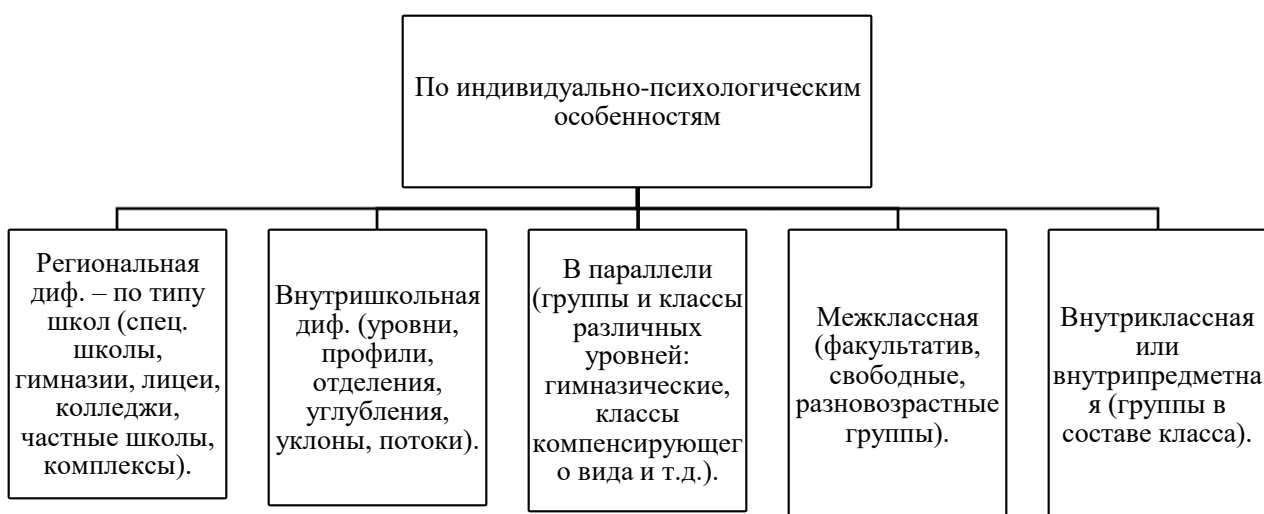 По индивидуально-психологическим
особенностям
Региональная
диф. – по типу
школ (спец.
школы,
гимназии, лицеи,
колледжи,
частные школы,
комплексы).
Внутришкольная
диф. (уровни,
профили,
отделения,
углубления,
уклоны, потоки).
В параллели
(группы и классы
различных
уровней:
гимназические,
классы
компенсирующег
о вида и т.д.).
Межклассная
(факультатив,
свободные,
разновозрастные
группы).
Внутриклассная
или
внутрипредметна
я (группы в
составе класса).